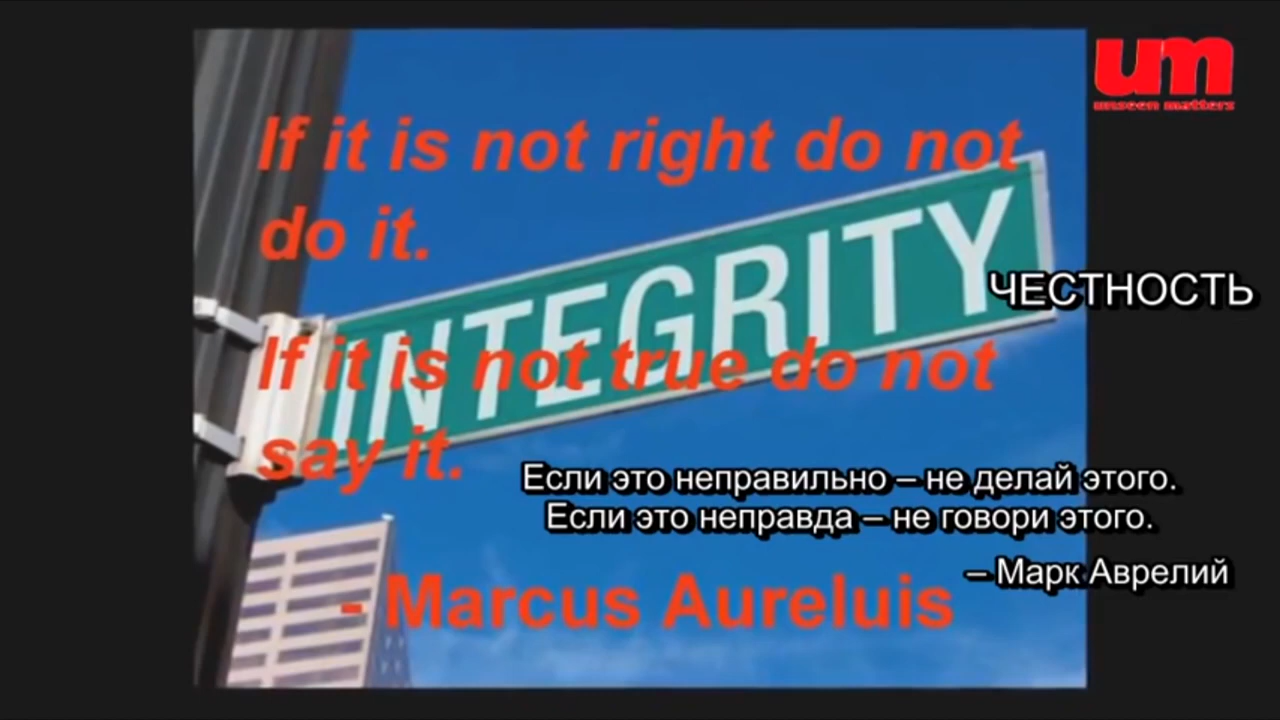 um
unseen matters
If it is not right do not
do it.
INTEGRITY
ЧЕСТНОСТЬ
If it is not true do not
say it.
Если это неправильно – не делай этого.
Если это неправда – не говори этого.
– Марк Аврелий
- Marcus Aureluis